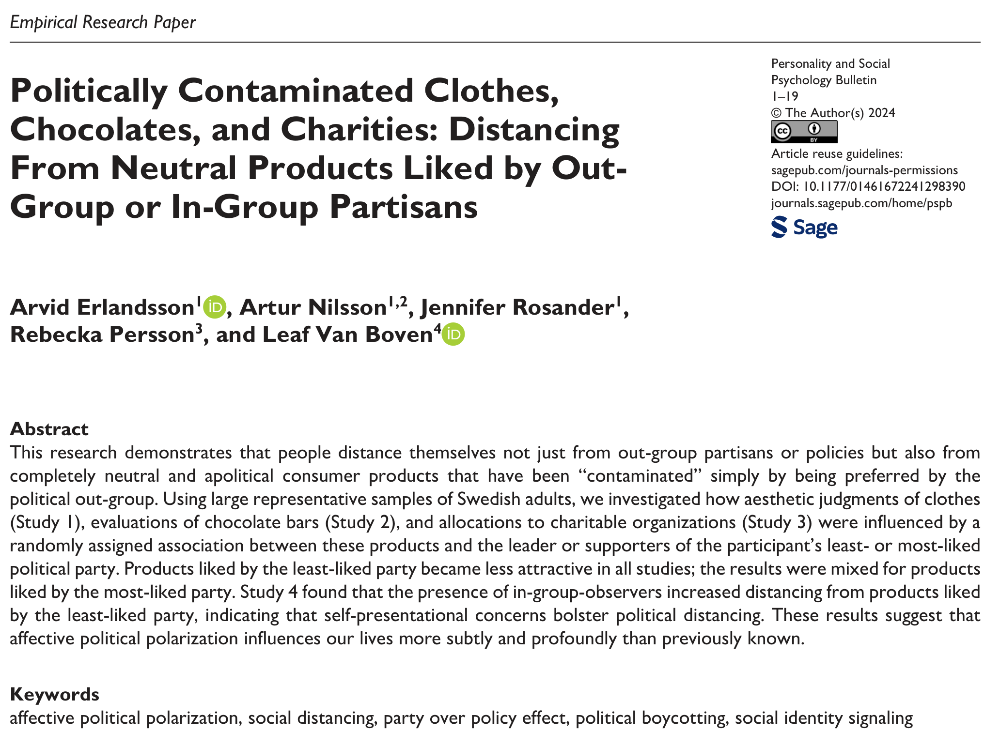 Empirical Research Paper
Personality and Social
Psychology Bulletin
1–19
© The Author(s) 2024
cc BY
Article reuse guidelines:
sagepub.com/journals-permissions
DOI: 10.1177/01461672241298390
journals.sagepub.com/home/pspb
Sage
Politically Contaminated Clothes,
Chocolates, and Charities: Distancing
From Neutral Products Liked by Out-
Group or In-Group Partisans
Arvid Erlandsson1 iD, Artur Nilsson1,2, Jennifer Rosander1,
Rebecka Persson3, and Leaf Van Boven4 iD
Abstract
This research demonstrates that people distance themselves not just from out-group partisans or policies but also from
completely neutral and apolitical consumer products that have been “contaminated” simply by being preferred by the
political out-group. Using large representative samples of Swedish adults, we investigated how aesthetic judgments of clothes
(Study 1), evaluations of chocolate bars (Study 2), and allocations to charitable organizations (Study 3) were influenced by a
randomly assigned association between these products and the leader or supporters of the participant’s least- or most-liked
political party. Products liked by the least-liked party became less attractive in all studies; the results were mixed for products
liked by the most-liked party. Study 4 found that the presence of in-group-observers increased distancing from products liked
by the least-liked party, indicating that self-presentational concerns bolster political distancing. These results suggest that
affective political polarization influences our lives more subtly and profoundly than previously known.
Keywords
affective political polarization, social distancing, party over policy effect, political boycotting, social identity signaling